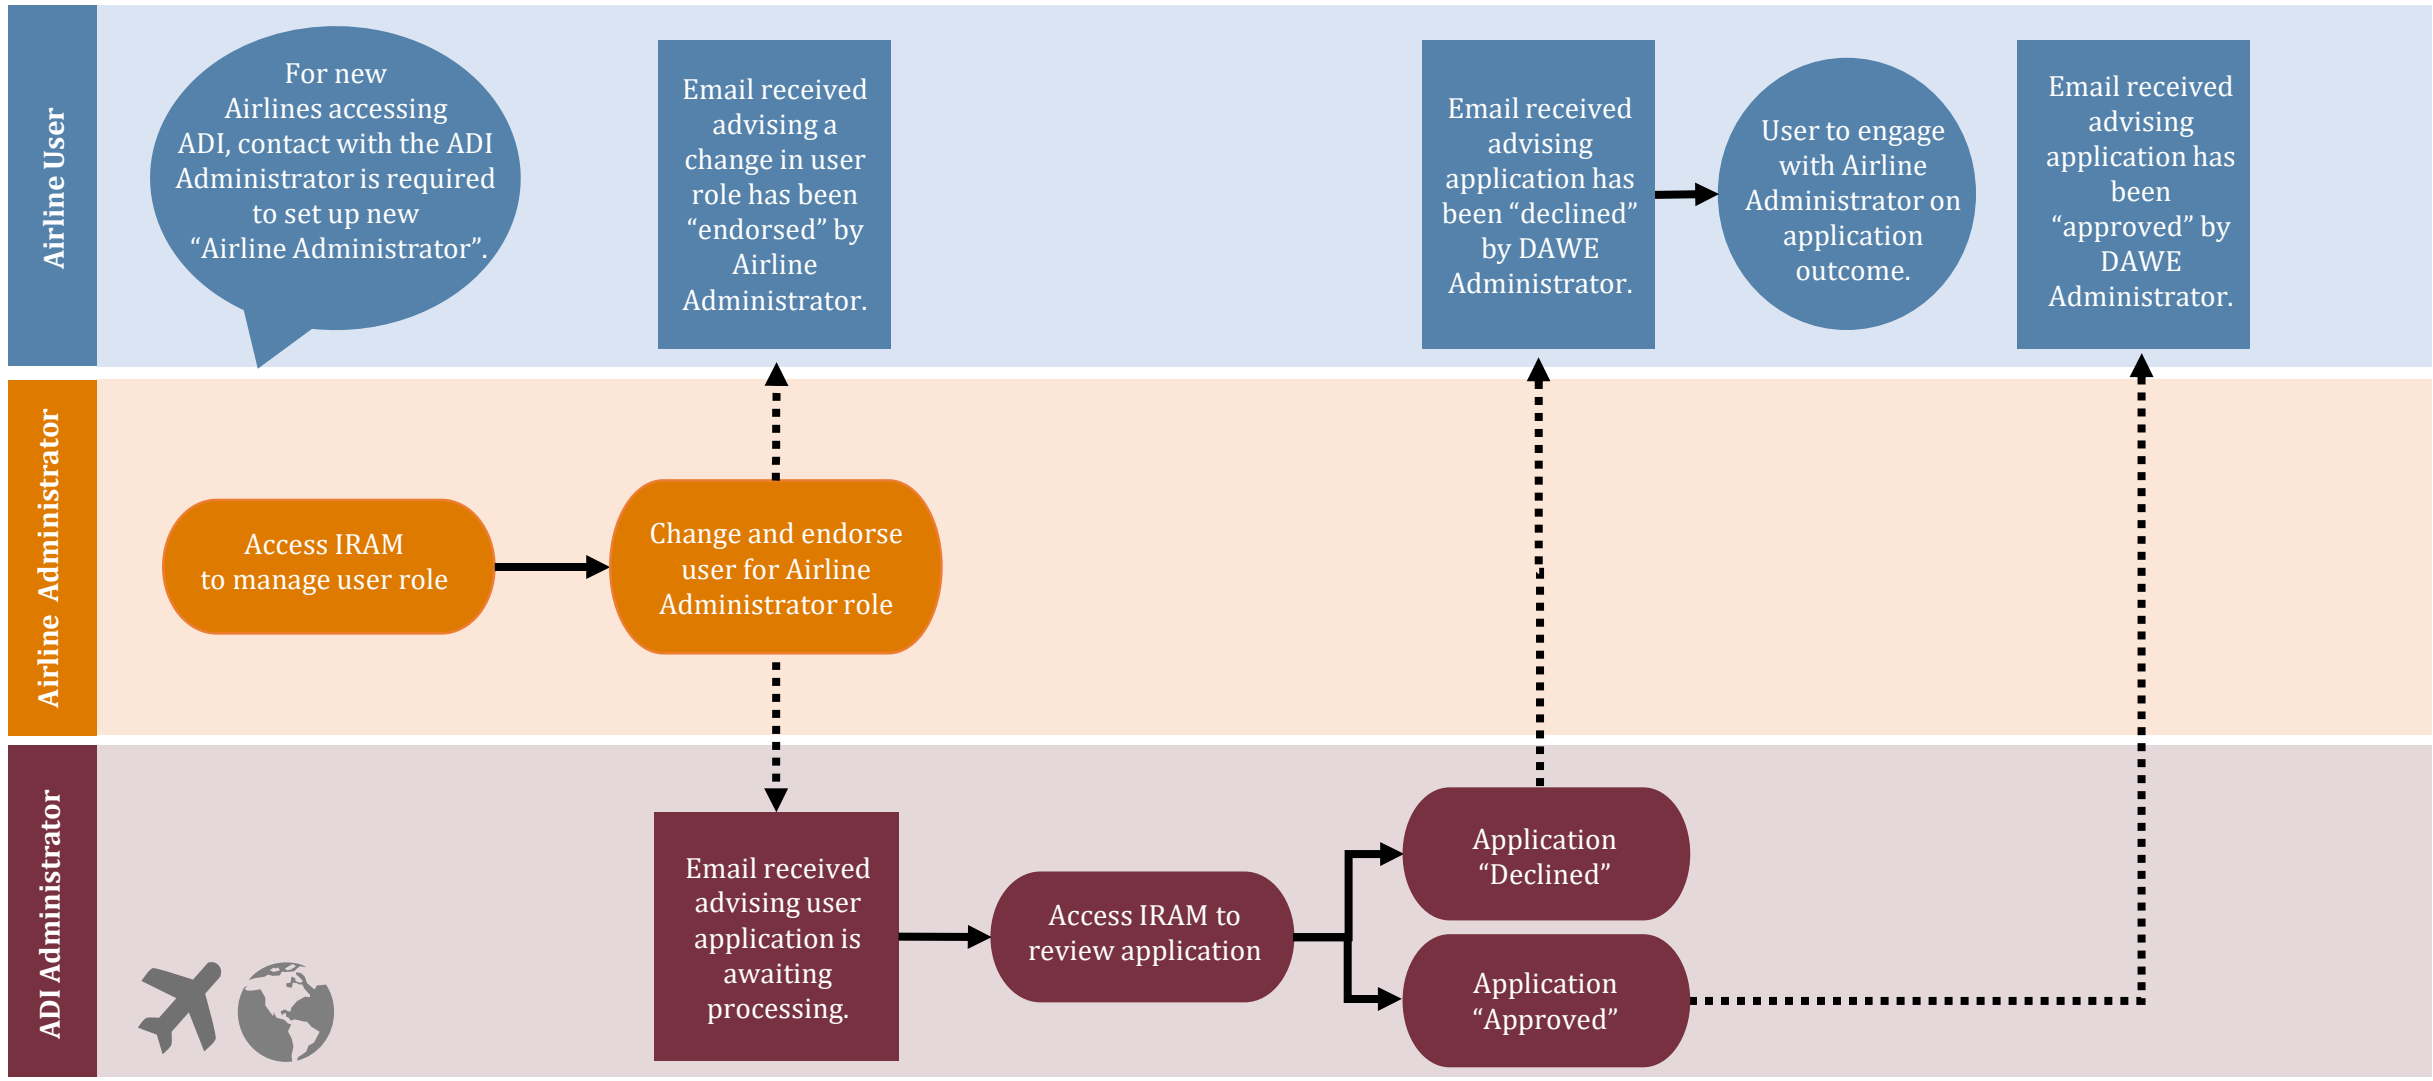 Airline User
For new
Airlines accessing
ADI, contact with the ADI
Administrator is required
to set up new
“Airline Administrator”.
Email received
advising a
change in user
role has been
“endorsed” by
Airline
Administrator.
Email received
advising
application has
been “declined”
by DAWE
Administrator.
User to engage
with Airline
Administrator on
application
outcome.
Email received
advising
application has
been
“approved” by
DAWE
Administrator.
Airline Administrator
Access IRAM
to manage user role
Change and endorse
user for Airline
Administrator role
ADI Administrator
Email received
advising user
application is
awaiting
processing.
Access IRAM to
review application
Application
“Declined”
Application
“Approved”